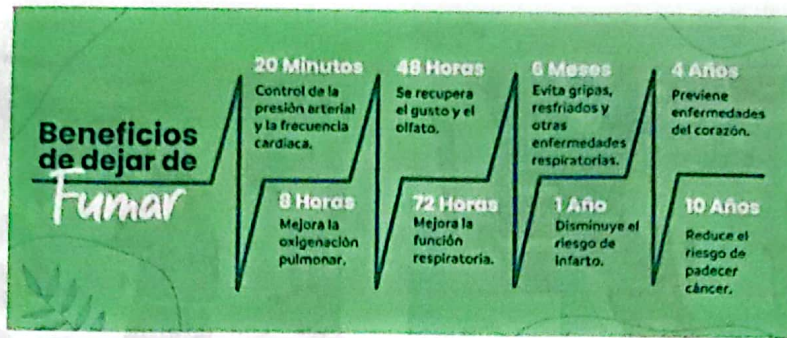 Beneficios
de dejar de
Fumar
20 Minutos
Control de la
presión arterial
y la frecuencia
cardiaca.
8 Horas
Mejora la
oxigenación
pulmonar.
48 Horas
Se recupera
el gusto y el
olfato.
72 Horas
Mejora la
función
respiratoria.
6 Meses
Evita gripas,
resfriados y
otras
enfermedades
respiratorias.
1 Año
Disminuye el
riesgo de
Infarto.
4 Años
Previene
enfermedades
del corazón.
10 Años
Reduce el
riesgo de
padecer
cáncer.